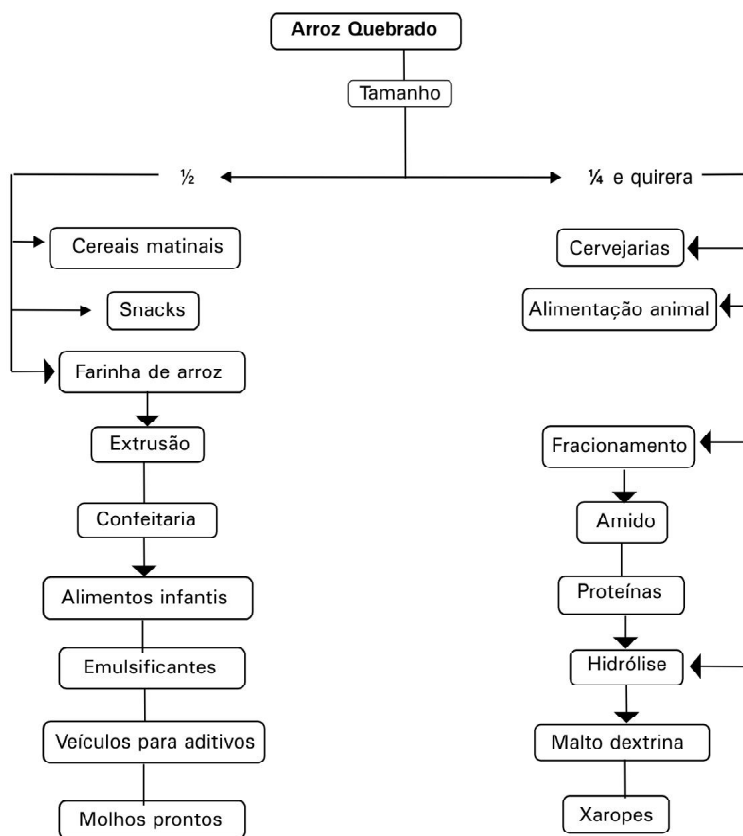 Arroz Quebrado
Tamanho
½
¼ e quirera
Cereais matinais
Snacks
Farinha de arroz
Extrusão
Confeitaria
Alimentos infantis
Emulsificantes
Veículos para aditivos
Molhos prontos
Cervejarias
Alimentação animal
Fracionamento
Amido
Proteínas
Hidrólise
Malto dextrina
Xaropes